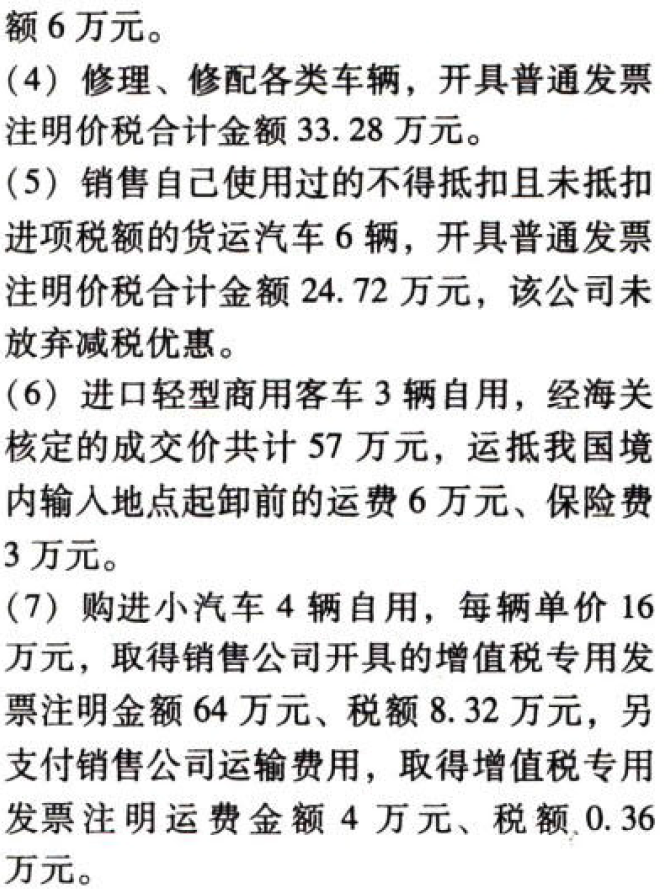 额 6 万元。
(4) 修理、修配各类车辆，开具普通发票
注明价税合计金额 33. 28 万元。
(5) 销售自己使用过的不得抵扣且未抵扣
进项税额的货运汽车 6 辆，开具普通发票
注明价税合计金额 24. 72 万元，该公司未
放弃减税优惠。
(6) 进口轻型商用客车 3 辆自用，经海关
核定的成交价共计 57 万元，运抵我国境
内输入地点起卸前的运费 6 万元、保险费
3 万元。
(7) 购进小汽车 4 辆自用，每辆单价 16
万元，取得销售公司开具的增值税专用发
票注明金额 64 万元、税额 8. 32 万元，另
支付销售公司运输费用，取得增值税专用
发票注明运费金额 4 万元、税额 0. 36
万元。